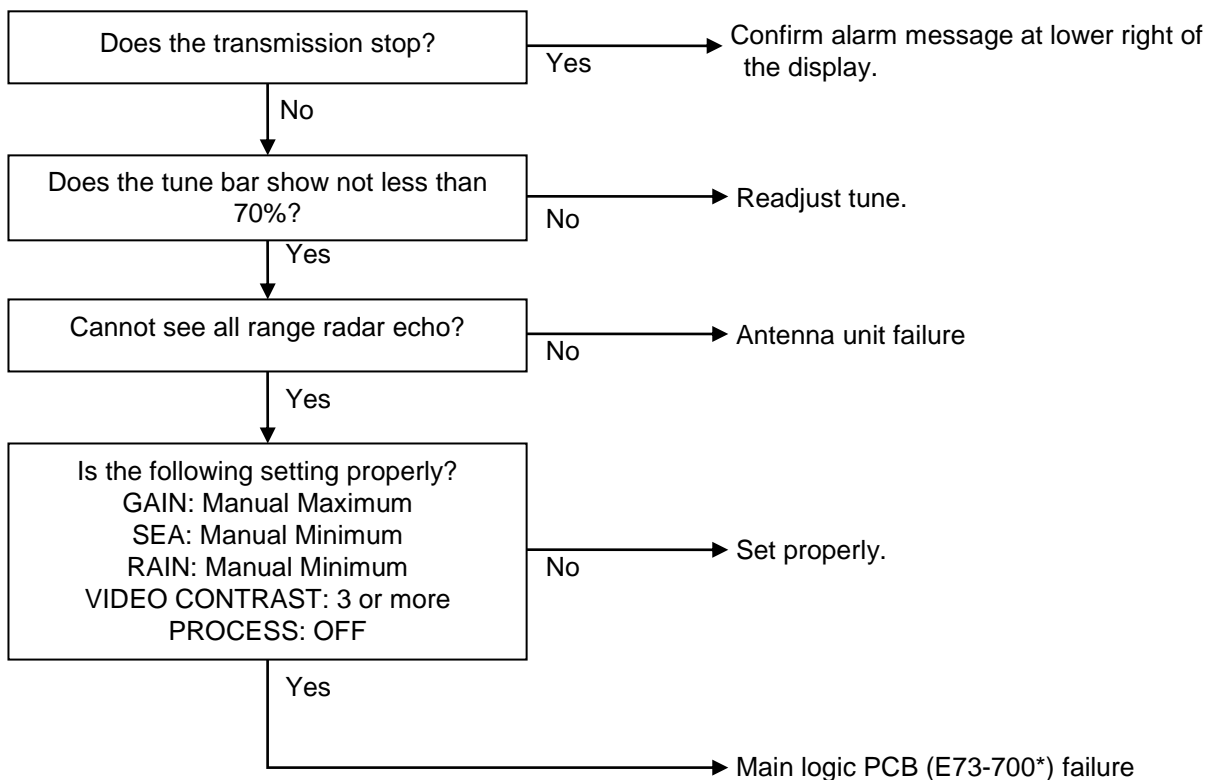 Does the transmission stop?
Yes
Confirm alarm message at lower right of
the display.
No
Does the tune bar show not less than
70%?
No
Readjust tune.
Yes
Cannot see all range radar echo?
No
Antenna unit failure
Yes
Is the following setting properly?
GAIN: Manual Maximum
SEA: Manual Minimum
RAIN: Manual Minimum
VIDEO CONTRAST: 3 or more
PROCESS: OFF
No
Set properly.
Yes
Main logic PCB (E73-700*) failure